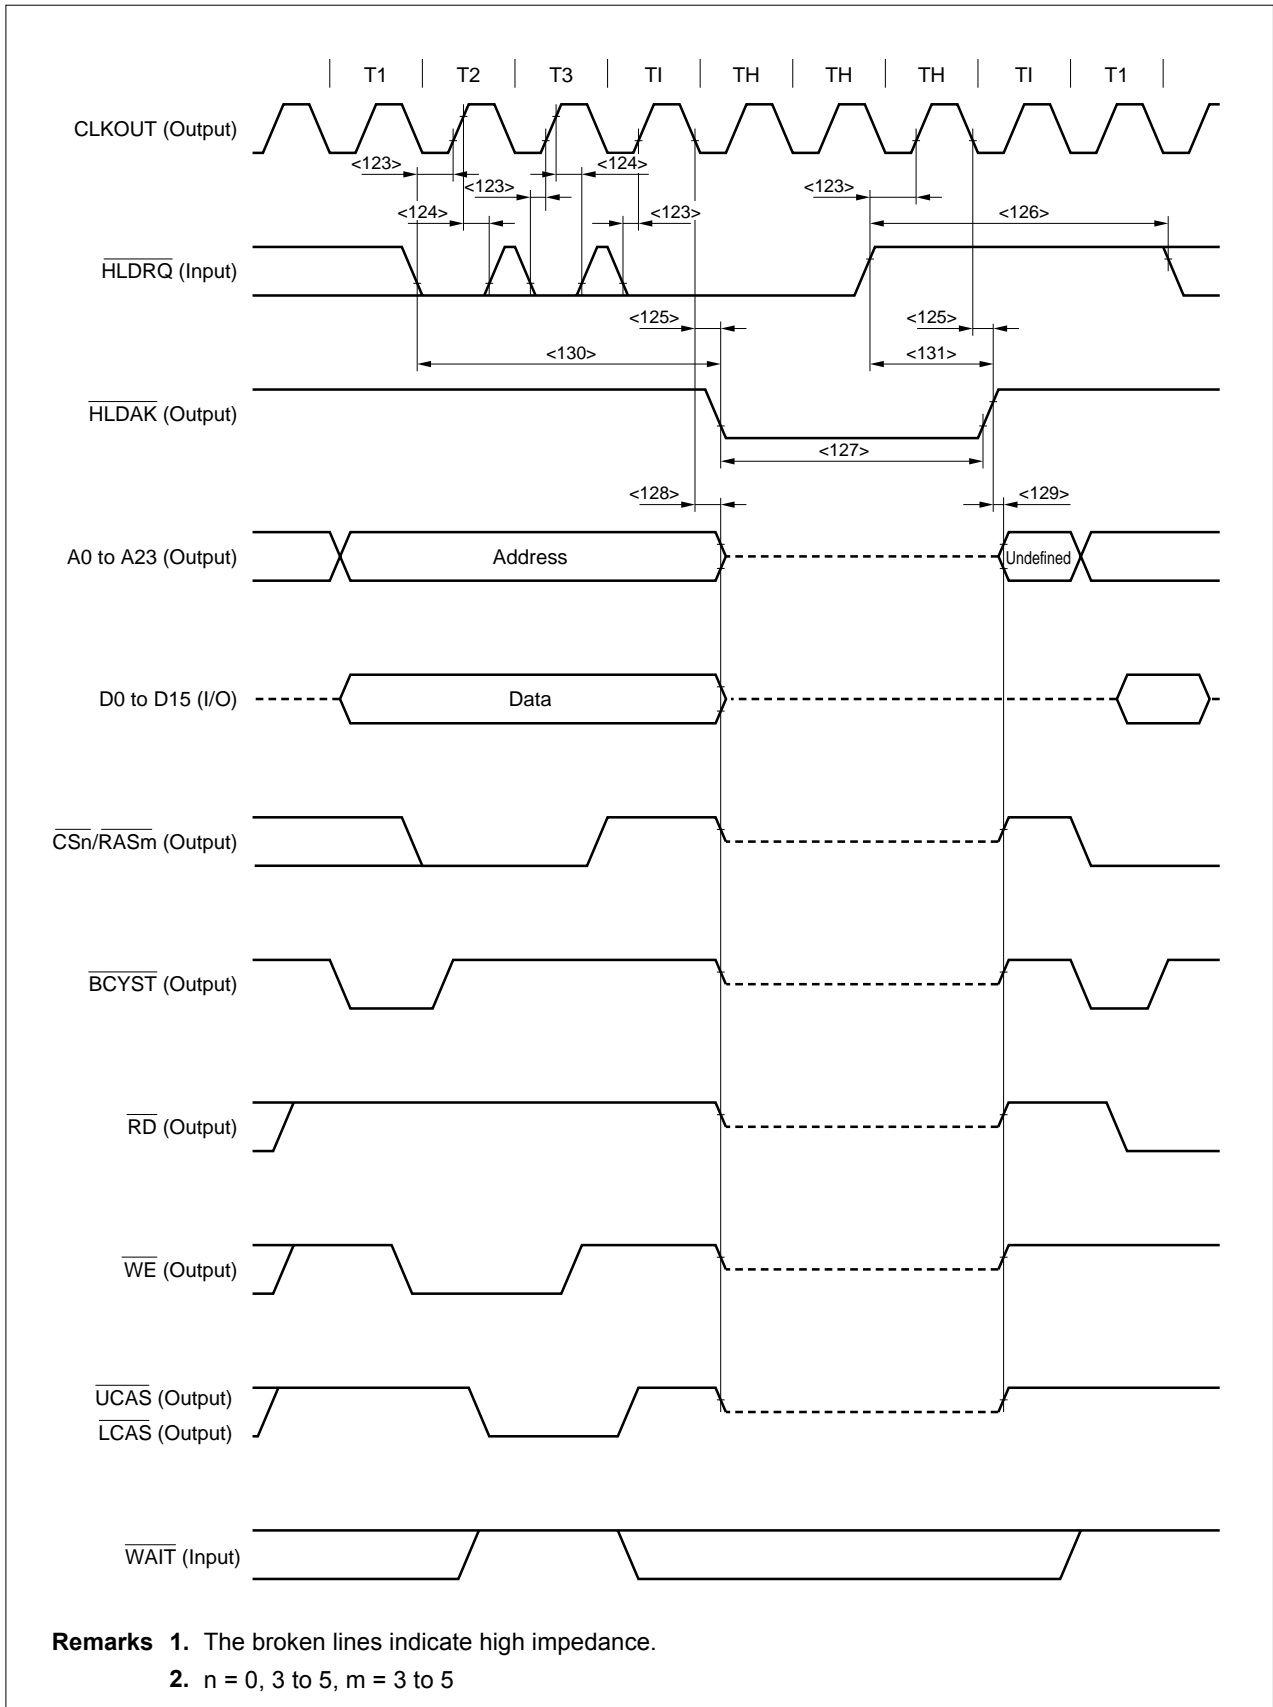 T1 T2 T3 TI TH TH TH TI T1
CLKOUT (Output)
<123> <124>
<123> <123>
<124> <123> <126>
HLDRQ (Input)
<125> <125>
<130> <131>
HLDAK (Output)
<127>
<128> <129>
A0 to A23 (Output) Address Undefined
D0 to D15 (I/O) Data
CSn/RASm (Output)
BCYST (Output)
RD (Output)
WE (Output)
UCAS (Output)
LCAS (Output)
WAIT (Input)
Remarks 1. The broken lines indicate high impedance.
2. n = 0, 3 to 5, m = 3 to 5